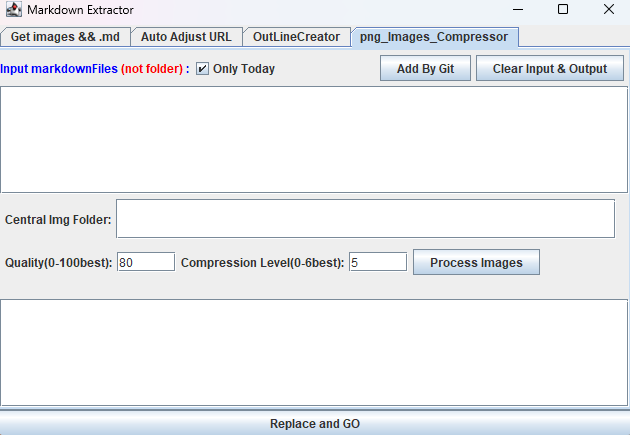 Markdown Extractor
Get images && .md Auto Adjust URL OutLineCreator png_Images_Compressor
Input markdownFiles (not folder) : Only Today Add By Git Clear Input & Output
Central Img Folder:
Quality(0-100best): 80 Compression Level(0-6best): 5 Process Images
Replace and GO